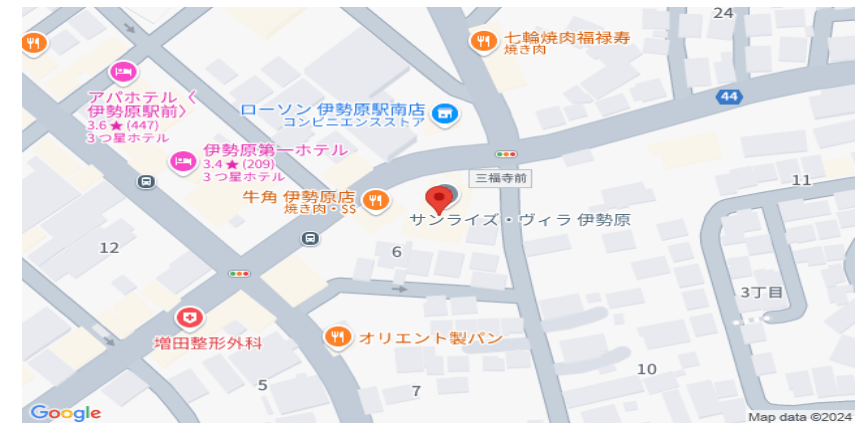 24
七輪焼肉福禄寿
焼き肉
44
アパホテル〈
伊勢原駅前〉
3.6★(447)
3つ星ホテル
ローソン 伊勢原駅南店
コンビニエンスストア
伊勢原第一ホテル
3.4★(209)
3つ星ホテル
三福寺前
11
牛角 伊勢原店
焼き肉・$$
サンライズ・ヴィラ 伊勢原
12
6
3丁目
増田整形外科
オリエント製パン
10
5
7
Google
Map data ©2024